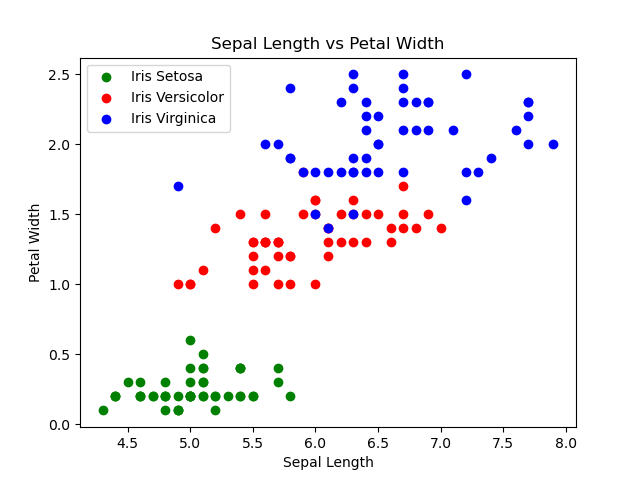 Sepal Length vs Petal Width
Iris Setosa
Iris Versicolor
Iris Virginica
Petal Width
2.5
2.0
1.5
1.0
0.5
0.0
4.5 5.0 5.5 6.0 6.5 7.0 7.5 8.0
Sepal Length